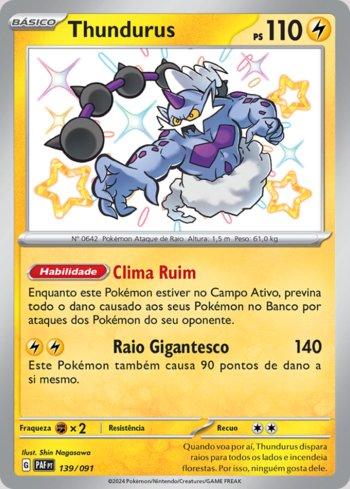 BÁSICO
Thundurus
PS 110
Nº 0642 Pokémon Ataque de Raio. Altura: 1,5 m Peso: 61,0 kg
Habilidade Clima Ruim
Enquanto este Pokémon estiver no Campo Ativo, previna
todo o dano causado aos seus Pokémon no Banco por
ataques dos Pokémon do seu oponente.
Raio Gigantesco 140
Este Pokémon também causa 90 pontos de dano a
si mesmo.
Fraqueza × 2 Resistência Recuo
Ilust. Shin Nagasawa
G PAF PT 139/091
Quando voa por aí, Thundurus dispara
raios para todos os lados e incendeia
florestas. Por isso, ninguém gosta dele.
©2024 Pokémon/Nintendo/Creatures/GAME FREAK